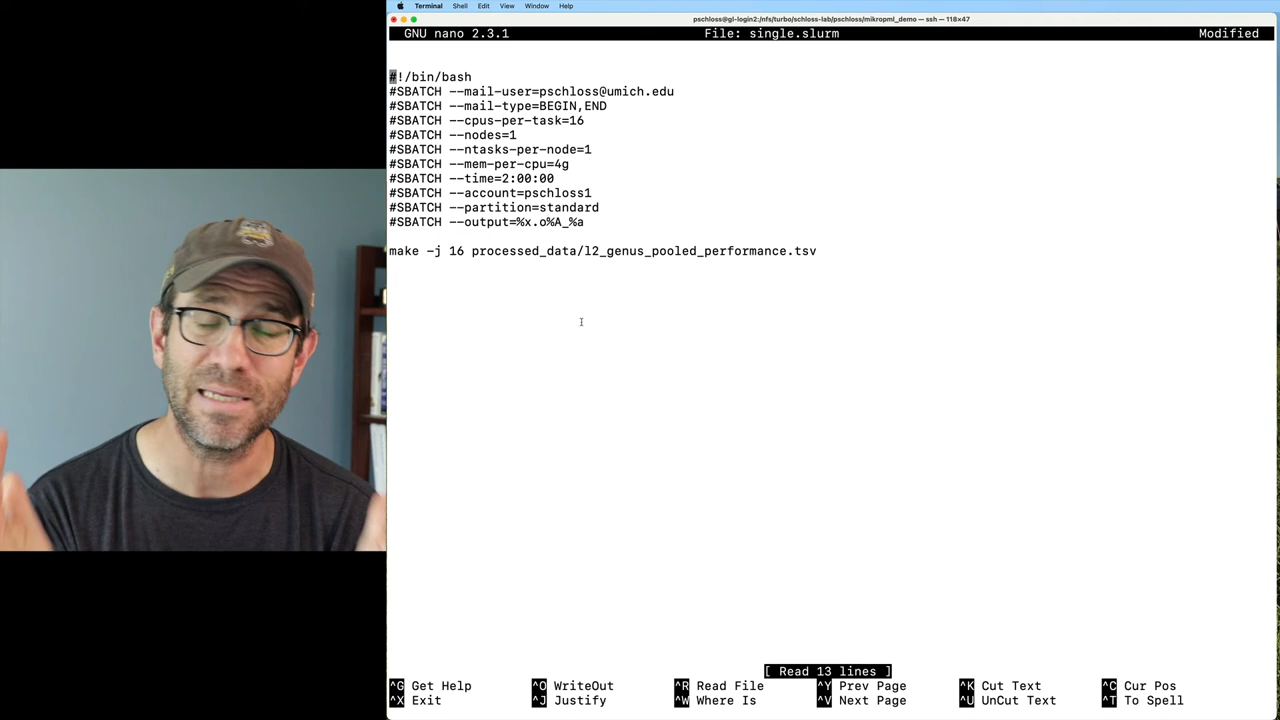 Terminal Shell Edit View Window Help
pschloss@gl-login2:/nfs/turbo/schloss-lab/pschloss/mikropml_demo — ssh — 118×47
GNU nano 2.3.1 File: single.slurm Modified
#!/bin/bash
#SBATCH --mail-user=pschloss@umich.edu
#SBATCH --mail-type=BEGIN,END
#SBATCH --cpus-per-task=16
#SBATCH --nodes=1
#SBATCH --ntasks-per-node=1
#SBATCH --mem-per-cpu=4g
#SBATCH --time=2:00:00
#SBATCH --account=pschloss1
#SBATCH --partition=standard
#SBATCH --output=%x.o%A_%a
make -j 16 processed_data/l2_genus_pooled_performance.tsv
[ Read 13 lines ]
^G Get Help ^O WriteOut ^R Read File ^Y Prev Page ^K Cut Text ^C Cur Pos
^X Exit ^J Justify ^W Where Is ^V Next Page ^U UnCut Text ^T To Spell